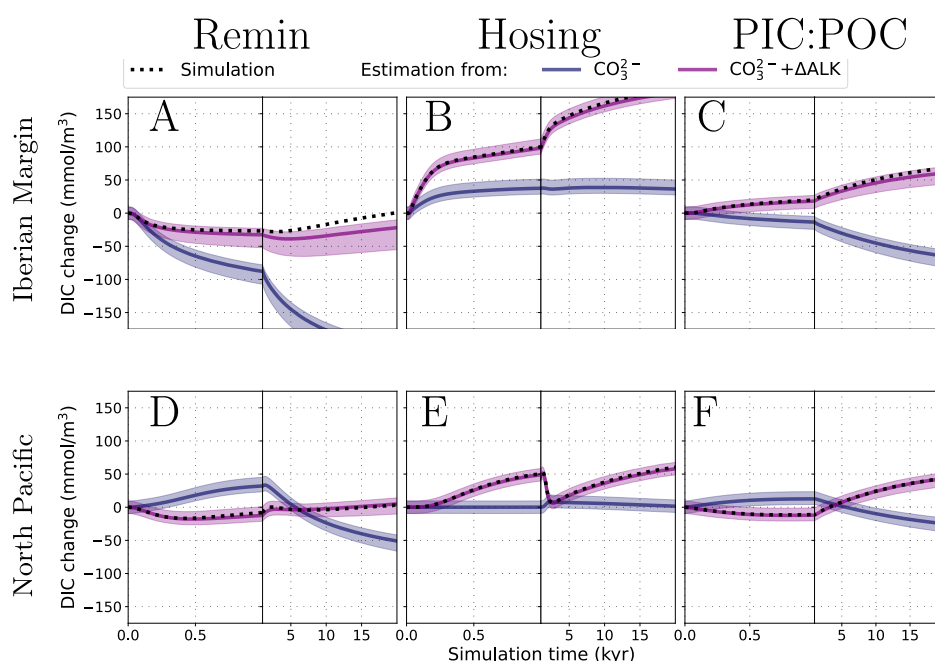 Remin Hosing PIC:POC
Simulation Estimation from: CO₃²⁻ CO₃²⁻+ΔALK
Iberian Margin
DIC change (mmol/m³)
150
100
50
0
−50
−100
−150
A
B
C
North Pacific
DIC change (mmol/m³)
150
100
50
0
−50
−100
−150
D
E
F
0.0 0.5 5 10 15 0.0 0.5 5 10 15 0.0 0.5 5 10 15
Simulation time (kyr)